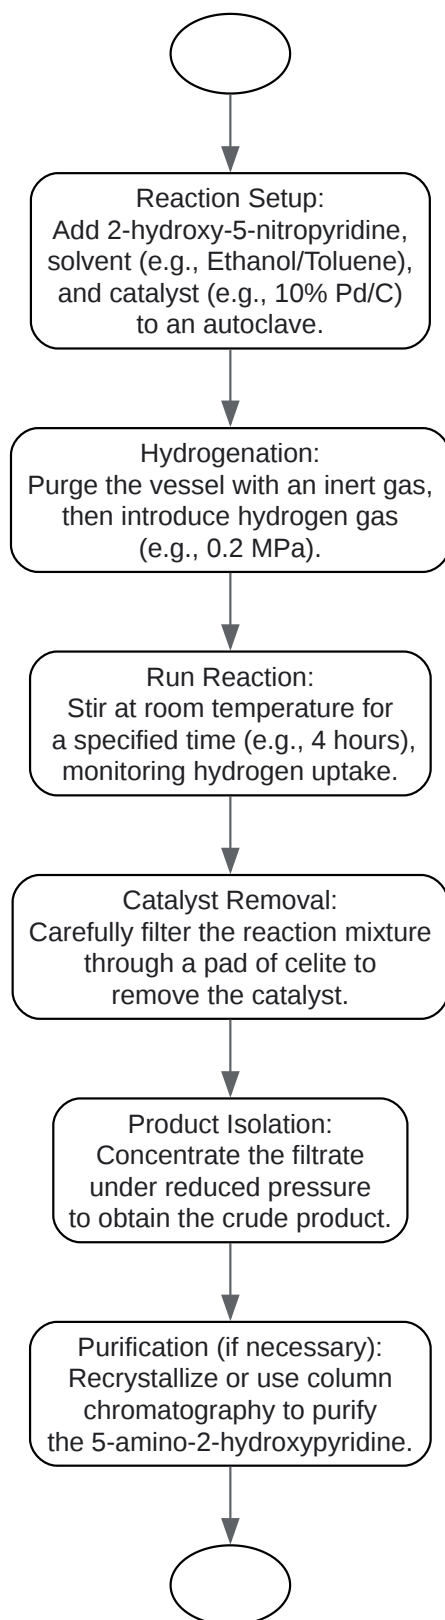 Reaction Setup:
Add 2-hydroxy-5-nitropyridine,
solvent (e.g., Ethanol/Toluene),
and catalyst (e.g., 10% Pd/C)
to an autoclave.
Hydrogenation:
Purge the vessel with an inert gas,
then introduce hydrogen gas
(e.g., 0.2 MPa).
Run Reaction:
Stir at room temperature for
a specified time (e.g., 4 hours),
monitoring hydrogen uptake.
Catalyst Removal:
Carefully filter the reaction mixture
through a pad of celite to
remove the catalyst.
Product Isolation:
Concentrate the filtrate
under reduced pressure
to obtain the crude product.
Purification (if necessary):
Recrystallize or use column
chromatography to purify
the 5-amino-2-hydroxypyridine.